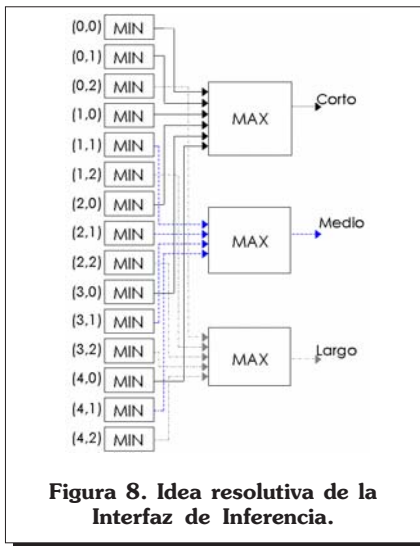 (0,0) MIN
(0,1) MIN
(0,2) MIN
(1,0) MIN
(1,1) MIN
(1,2) MIN
(2,0) MIN
(2,1) MIN
(2,2) MIN
(3,0) MIN
(3,1) MIN
(3,2) MIN
(4,0) MIN
(4,1) MIN
(4,2) MIN
MAX
Corto
MAX
Medio
MAX
Largo
Figura 8. Idea resolutiva de la
Interfaz de Inferencia.